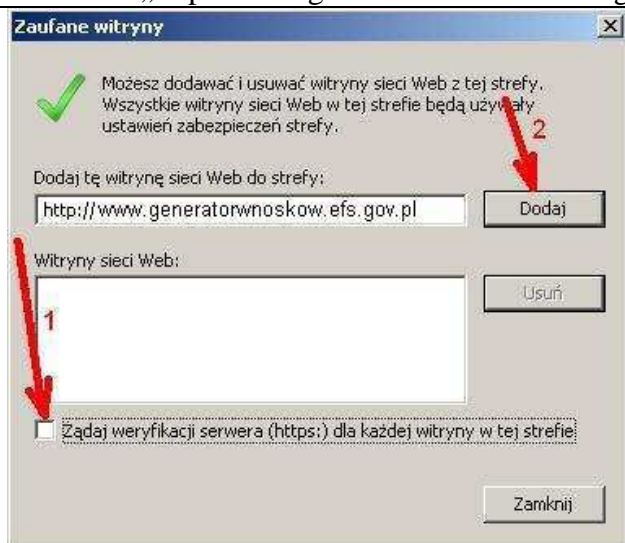 Zaufane witryny
Możesz dodawać i usuwać witryny sieci Web z tej strefy.
Wszystkie witryny sieci Web w tej strefie będą używały
ustawień zabezpieczeń strefy.
2
Dodaj tę witrynę sieci Web do strefy:
http://www.generatorwnoskow.efs.gov.pl
Dodaj
Witryny sieci Web:
Usuń
1
Żądaj weryfikacji serwera (https:) dla każdej witryny w tej strefie
Zamknij